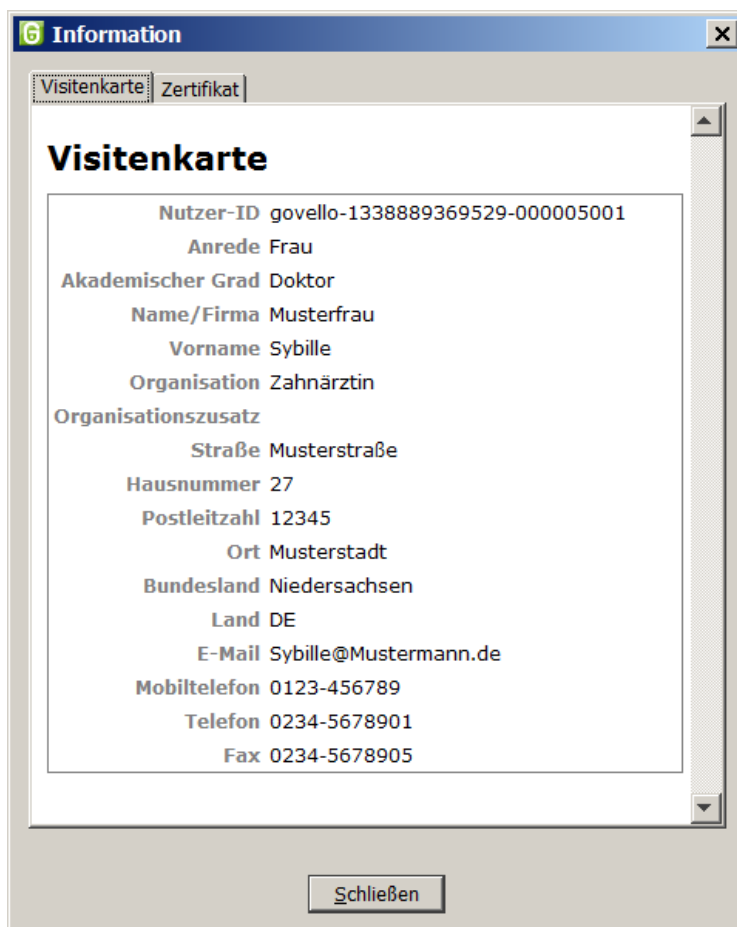 Information
Visitenkarte Zertifikat
Visitenkarte
Nutzer-ID govello-1338889369529-000005001
Anrede Frau
Akademischer Grad Doktor
Name/Firma Musterfrau
Vorname Sybille
Organisation Zahnärztin
Organisationszusatz
Straße Musterstraße
Hausnummer 27
Postleitzahl 12345
Ort Musterstadt
Bundesland Niedersachsen
Land DE
E-Mail Sybille@Mustermann.de
Mobiltelefon 0123-456789
Telefon 0234-5678901
Fax 0234-5678905
Schließen